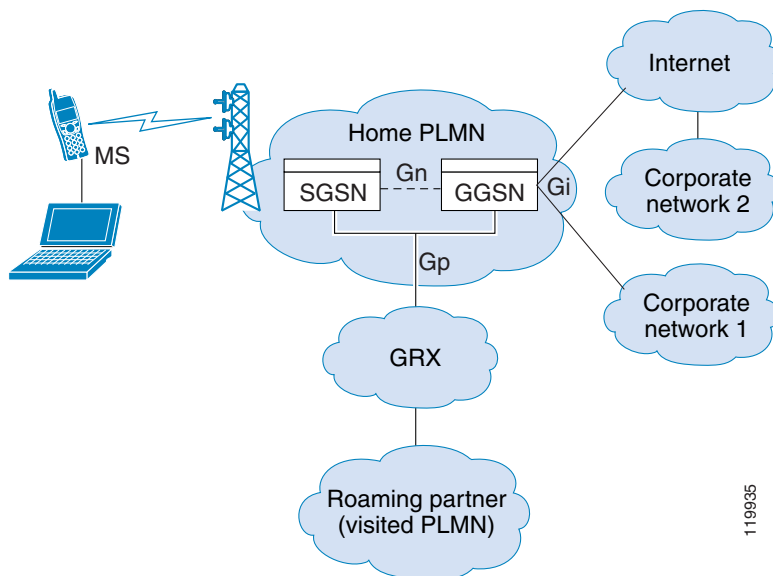 Internet
Home PLMN
MS
SGSN
Gn
GGSN
Gi
Corporate
network 2
Gp
Corporate
network 1
GRX
Roaming partner
(visited PLMN)
119935